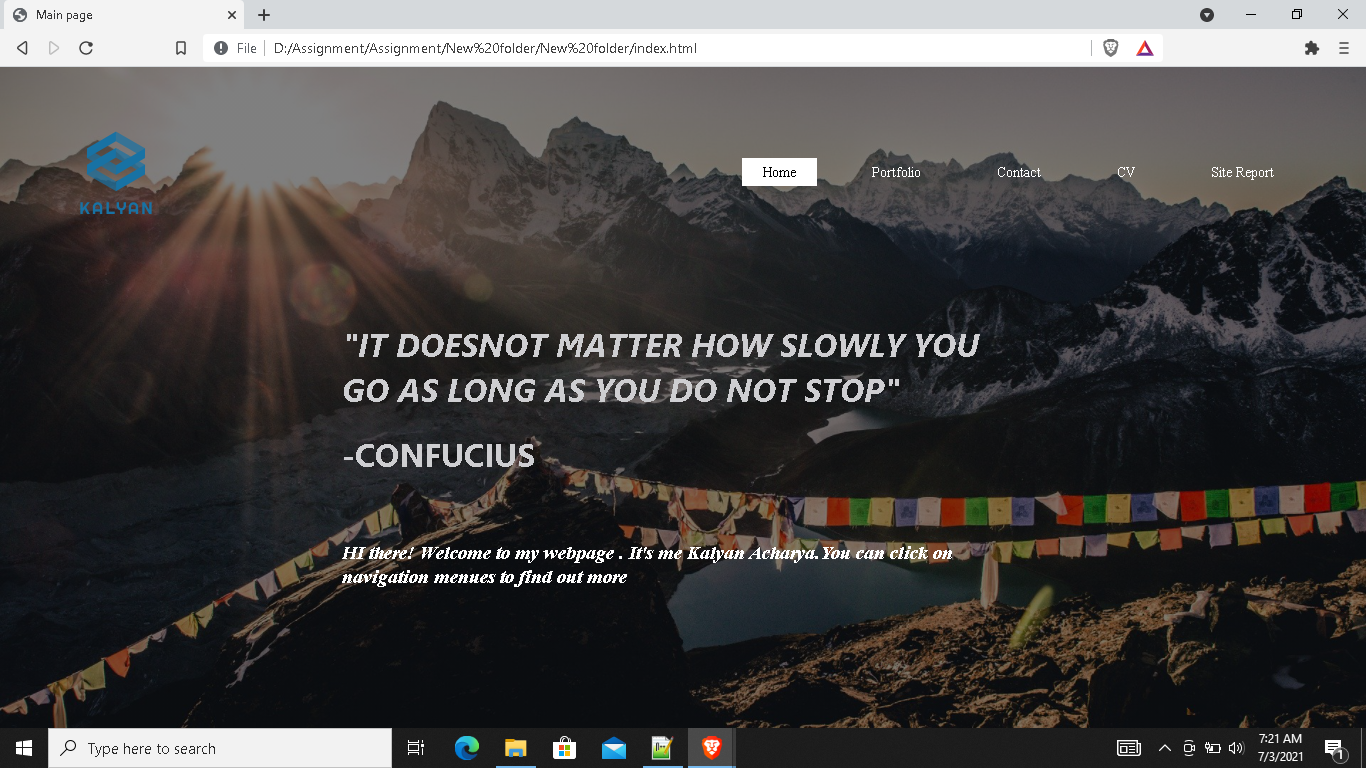 Main page
File
D:/Assignment/Assignment/New%20folder/New%20folder/index.html
KALYAN
Home
Portfolio
Contact
CV
Site Report
"IT DOESNOT MATTER HOW SLOWLY YOU
GO AS LONG AS YOU DO NOT STOP"
-CONFUCIUS
HI there! Welcome to my webpage . It's me Kalyan Acharya.You can click on
navigation menues to find out more
Type here to search
7:21 AM
7/3/2021
1